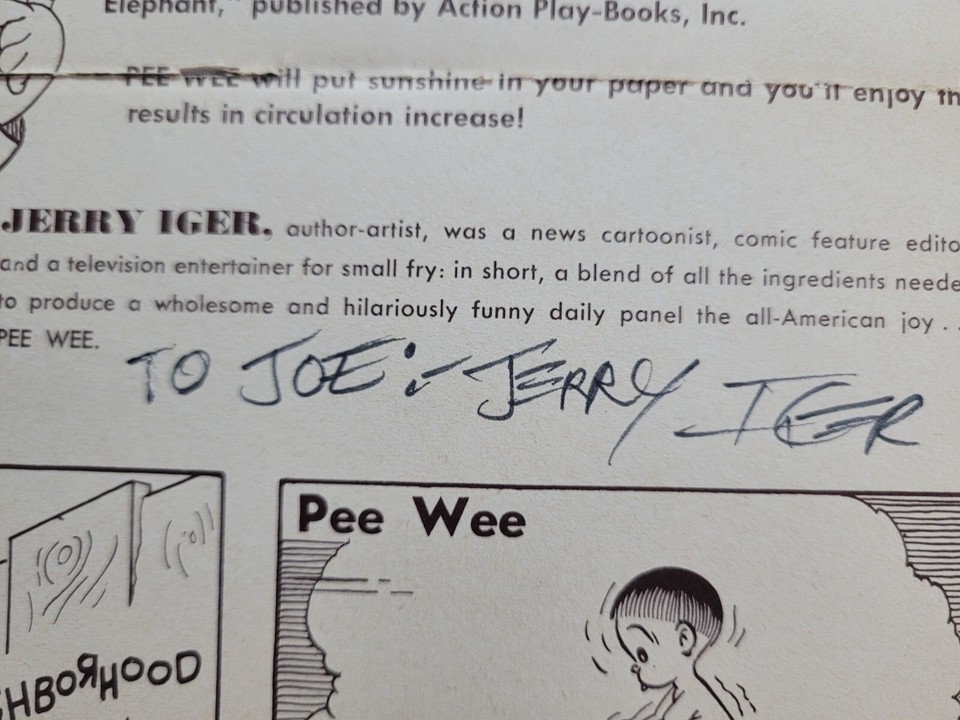 Elephant," published by Action Play-Books, Inc.
PEE WEE will put sunshine in your paper and you'll enjoy th
results in circulation increase!
JERRY IGER, author-artist, was a news cartoonist, comic feature edito
and a television entertainer for small fry: in short, a blend of all the ingredients neede
to produce a wholesome and hilariously funny daily panel the all-American joy . .
PEE WEE.
TO JOE:- JERRY IGER
Pee Wee
HBORHOOD